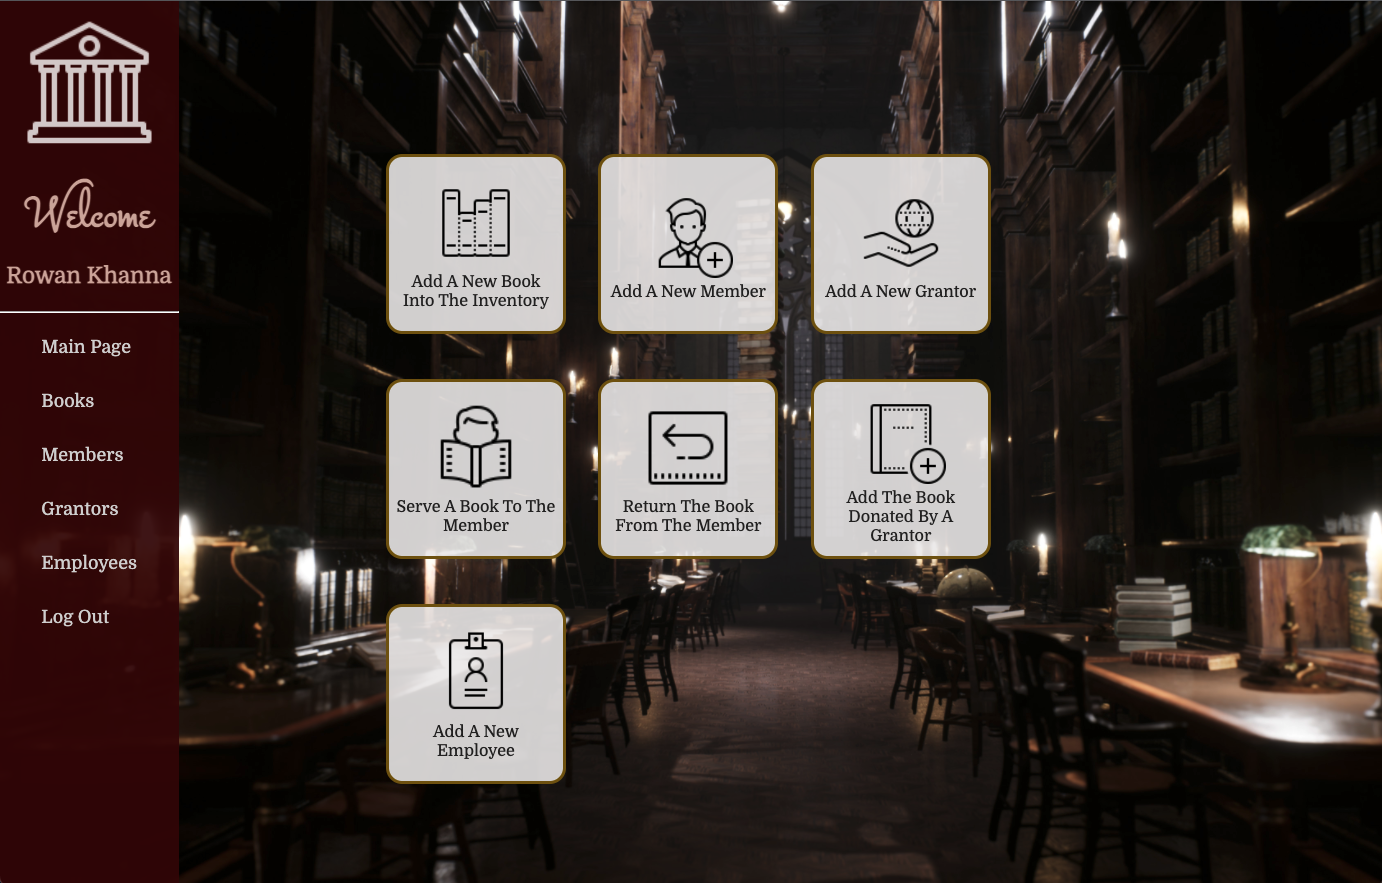 Welcome
Rowan Khanna
Main Page
Books
Members
Grantors
Employees
Log Out
Add A New Book
Into The Inventory
Add A New Member
Add A New Grantor
Serve A Book To The
Member
Return The Book
From The Member
Add The Book
Donated By A
Grantor
Add A New
Employee